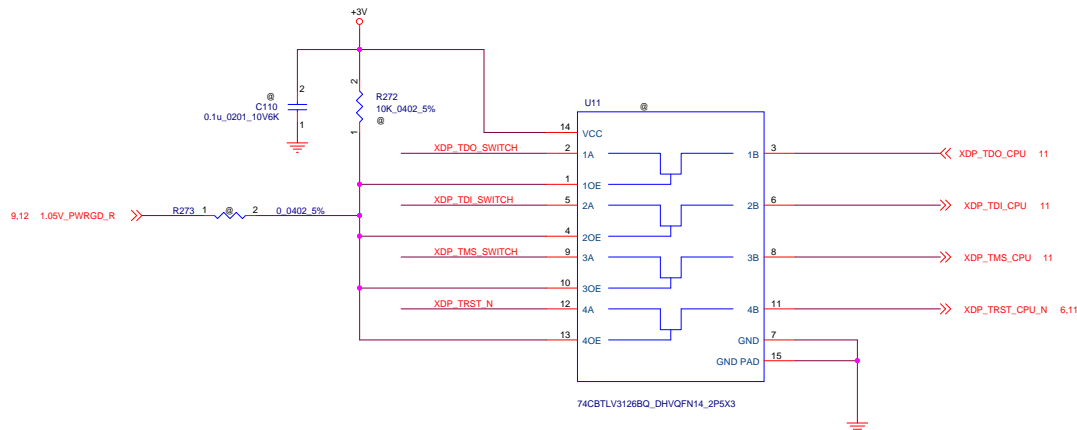 +3V
2
@
C110
0.1u_0201_10V6K
1
2
R272
10K_0402_5%
@
1
U11
@
14
VCC
XDP_TDO_SWITCH
2
1A
1B
3
XDP_TDO_CPU
11
1
1OE
XDP_TDI_SWITCH
5
2A
2B
6
XDP_TDI_CPU
11
9,12
1.05V_PWRGD_R
R273
1
@
2
0_0402_5%
4
2OE
XDP_TMS_SWITCH
9
3A
3B
8
XDP_TMS_CPU
11
10
3OE
XDP_TRST_N
12
4A
4B
11
XDP_TRST_CPU_N
6,11
13
4OE
GND
7
GND PAD
15
74CBTLV3126BQ_DHVQFN14_2P5X3